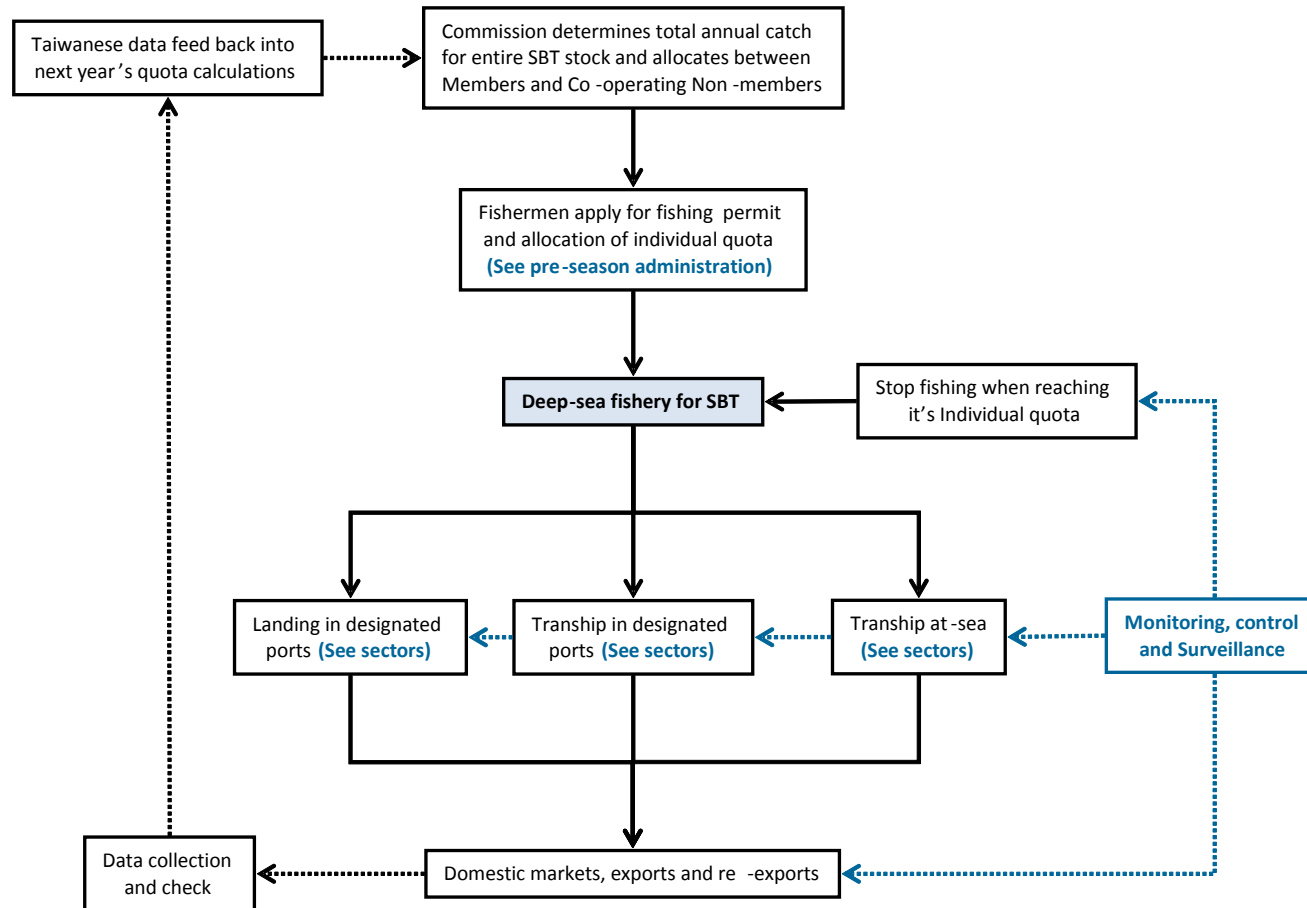 Taiwanese data feed back into
next year's quota calculations
Commission determines total annual catch
for entire SBT stock and allocates between
Members and Co -operating Non -members
Fishermen apply for fishing permit
and allocation of individual quota
(See pre-season administration)
Deep-sea fishery for SBT
Stop fishing when reaching
it's Individual quota
Landing in designated
ports (See sectors)
Tranship in designated
ports (See sectors)
Tranship at -sea
(See sectors)
Monitoring, control
and Surveillance
Data collection
and check
Domestic markets, exports and re -exports